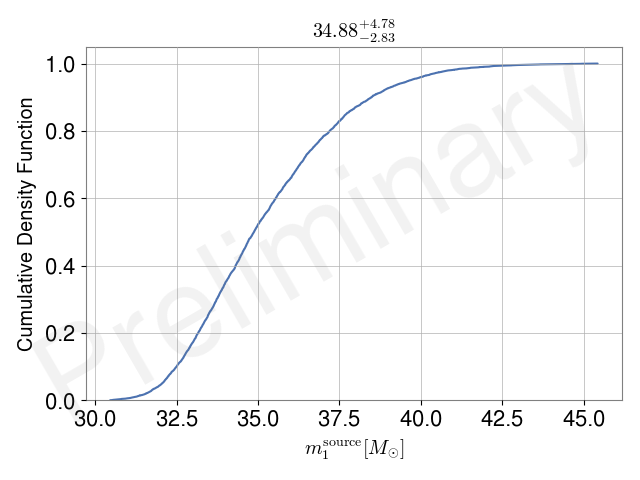 $34.88^{+4.78}_{-2.83}$
1.0
0.8
0.6
0.4
0.2
0.0
Cumulative Density Function
Preliminary
30.0 32.5 35.0 37.5 40.0 42.5 45.0
$m_1^{\mathrm{source}}[M_\odot]$